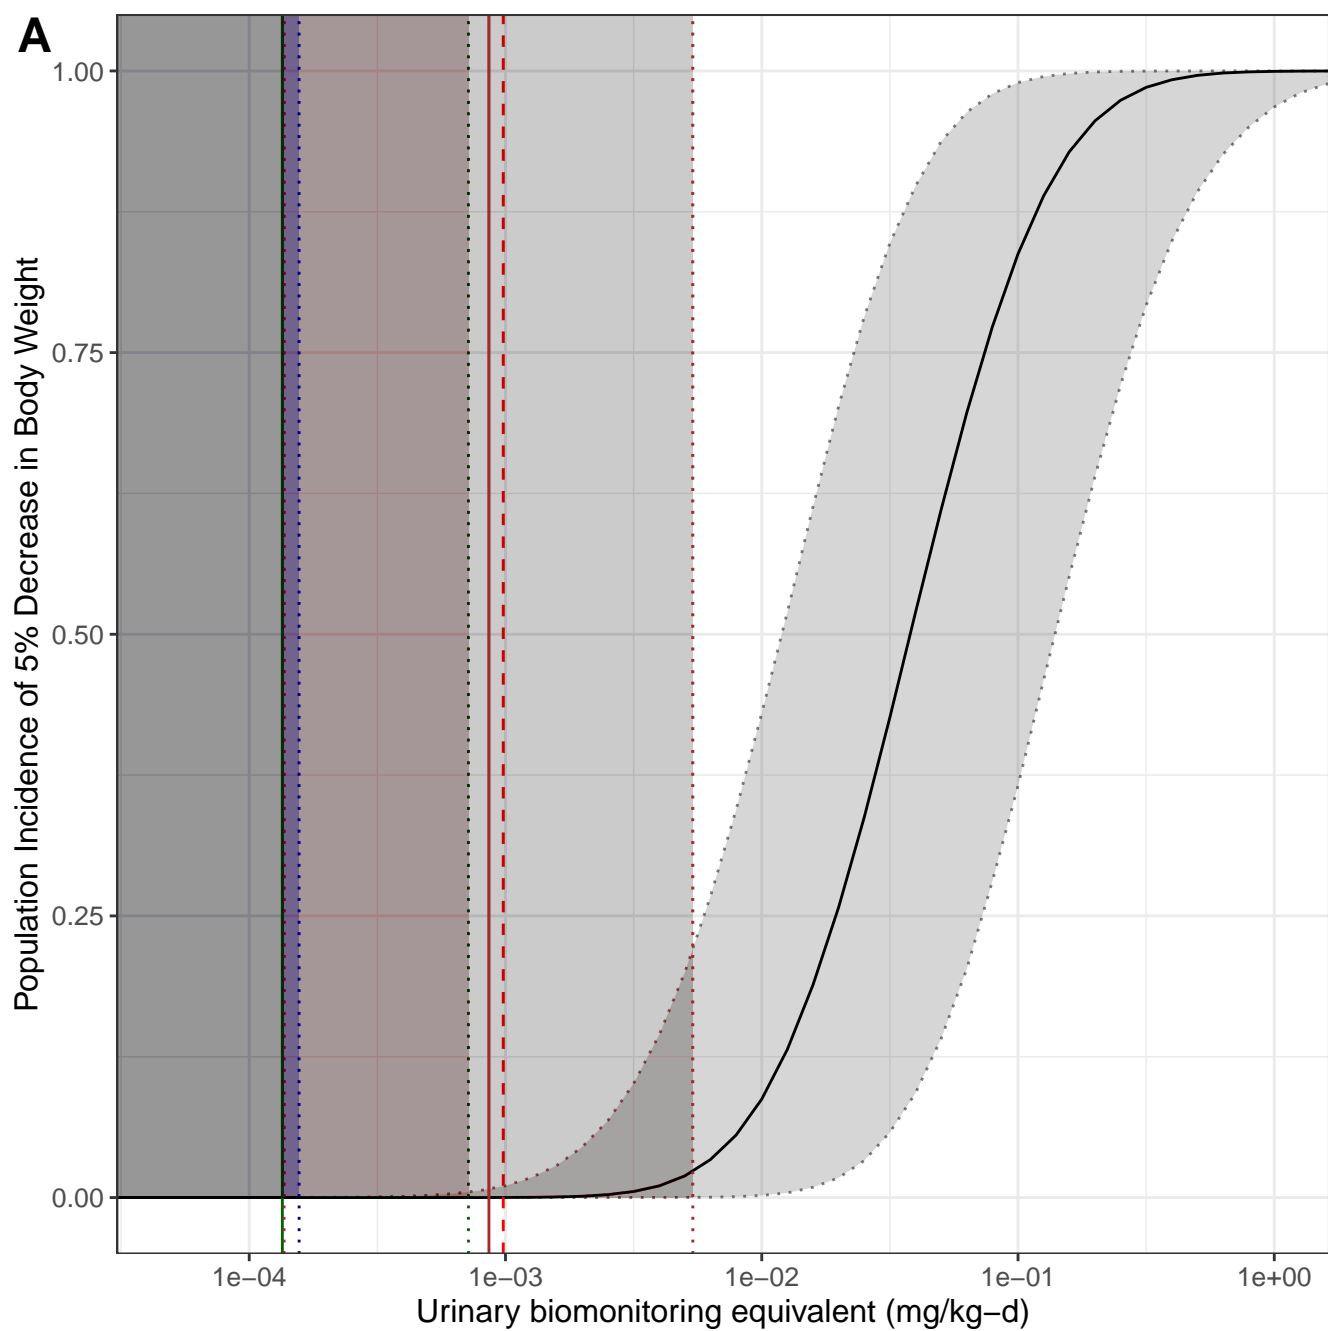 A
Population Incidence of 5% Decrease in Body Weight
1.00
0.75
0.50
0.25
0.00
1e−04 1e−03 1e−02 1e−01 1e+00
Urinary biomonitoring equivalent (mg/kg−d)